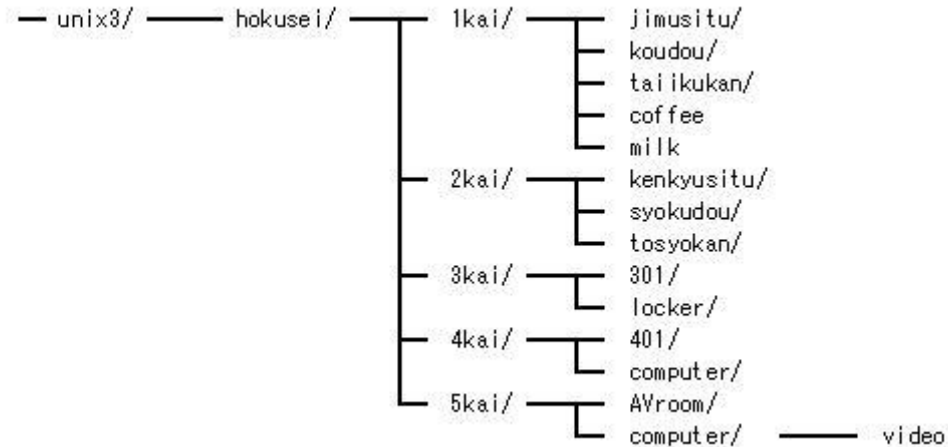 unix3/ hokusei/ 1kai/ jimusitu/
koudou/
taiikukan/
coffee
milk
2kai/ kenkyusitu/
syokudou/
tosyokan/
3kai/ 301/
locker/
4kai/ 401/
computer/
5kai/ AVroom/
computer/ video